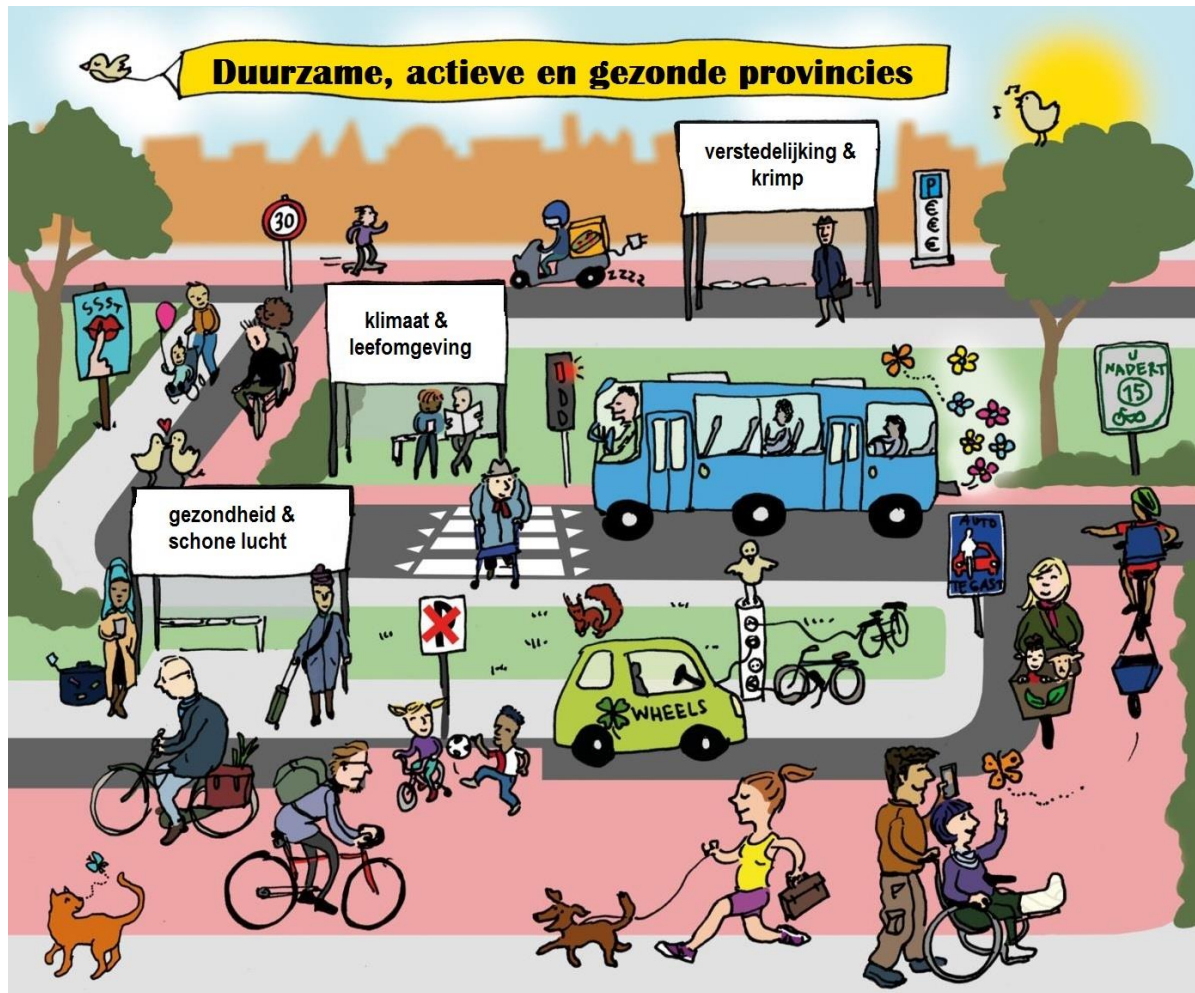 Duurzame, actieve en gezonde provincies
verstedelijking &
krimp
P
€
€
€
30
zzzz
SSST
klimaat &
leefomgeving
U
NADERT
15
gezondheid &
schone lucht
AUTO
TE GAST
P
WHEELS